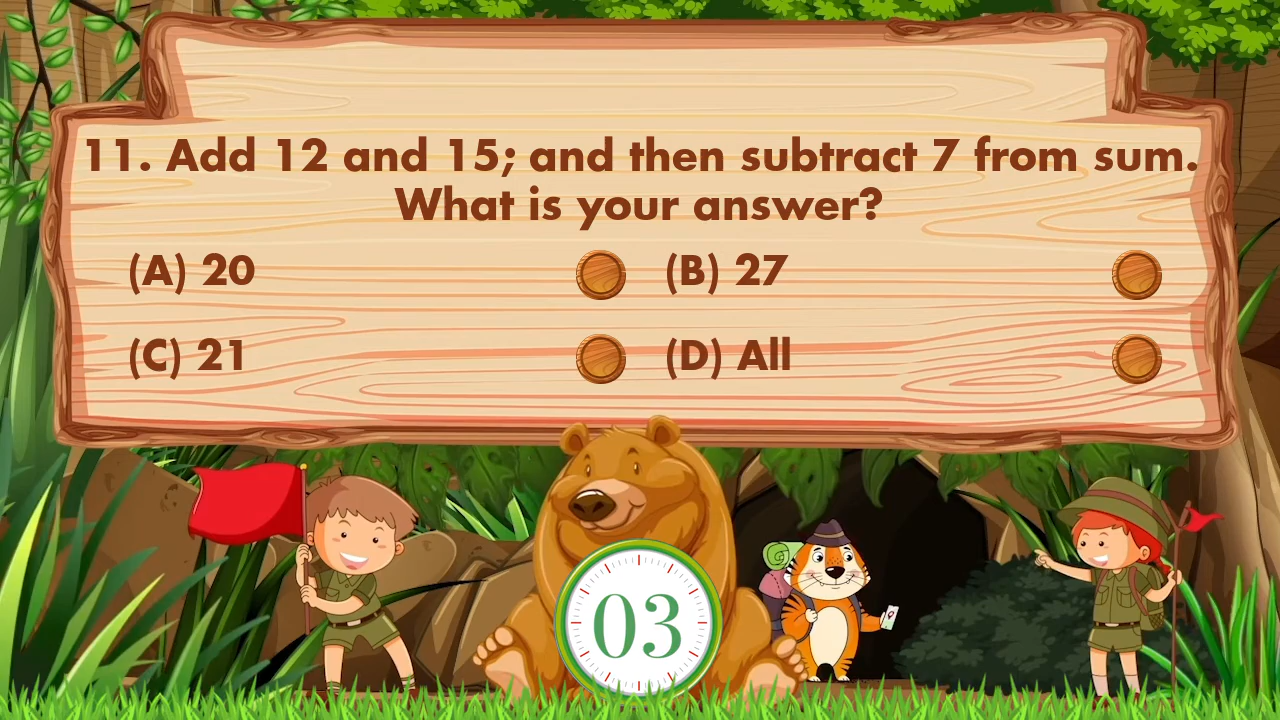 11. Add 12 and 15; and then subtract 7 from sum.
What is your answer?
(A) 20 (B) 27
(C) 21 (D) All
03